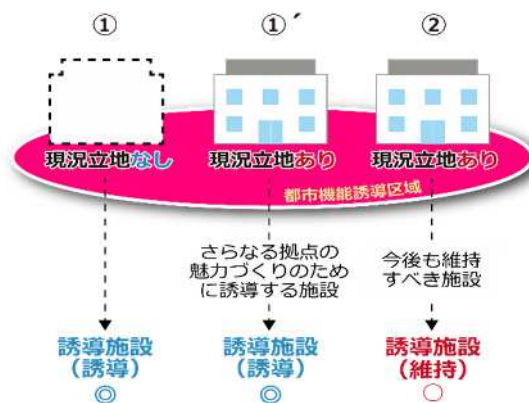 ①
①´
②
現況立地なし
現況立地あり
現況立地あり
都市機能誘導区域
さらなる拠点の
魅力づくりのため
に誘導する施設
今後も維持
すべき施設
誘導施設
（誘導）
◎
誘導施設
（誘導）
◎
誘導施設
（維持）
○